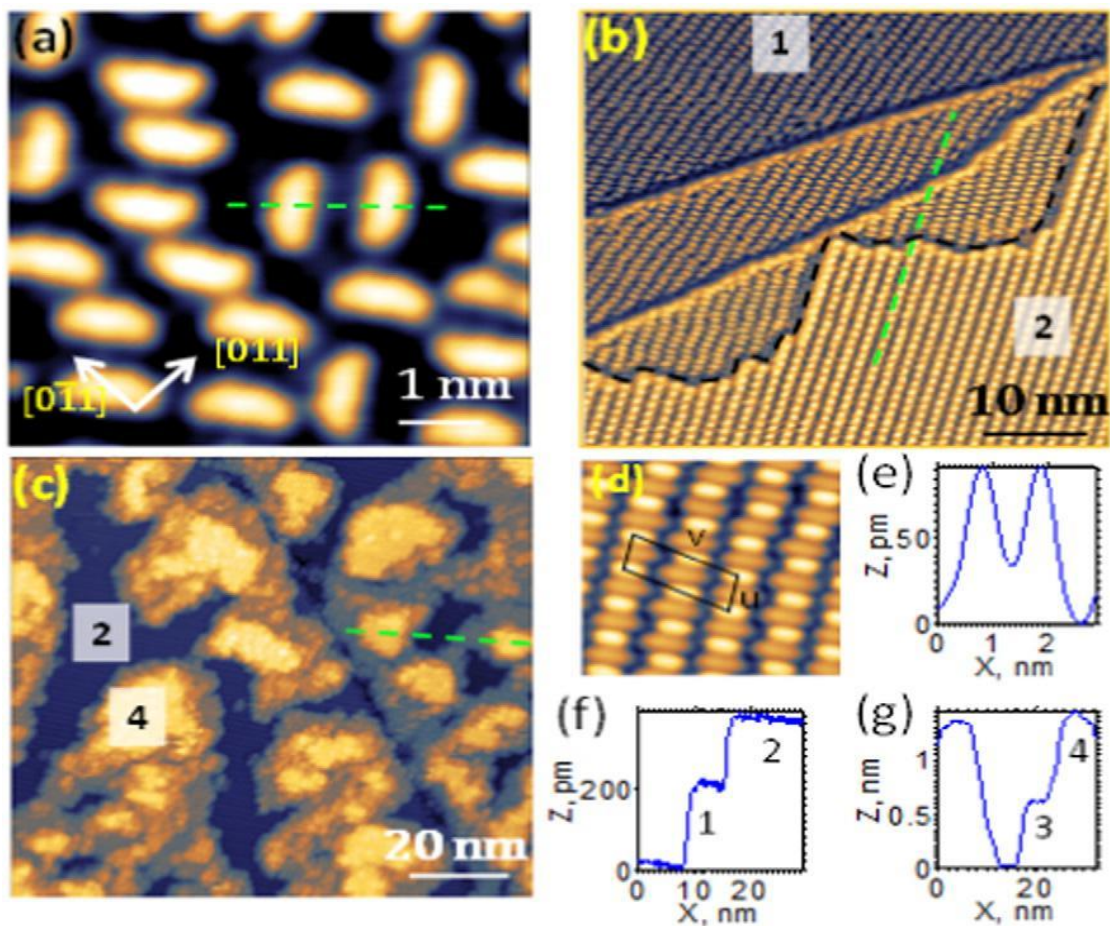 (a)
[011]
[011]
1 nm
(b)
1
2
10 nm
(c)
2
4
20 nm
(d)
v
u
(e)
Z, pm
50
0
0 1 2
X, nm
(f)
Z, pm
200
0
1
2
0 10 20
X, nm
(g)
Z, nm
1
0.5
0
3
4
0 20
X, nm